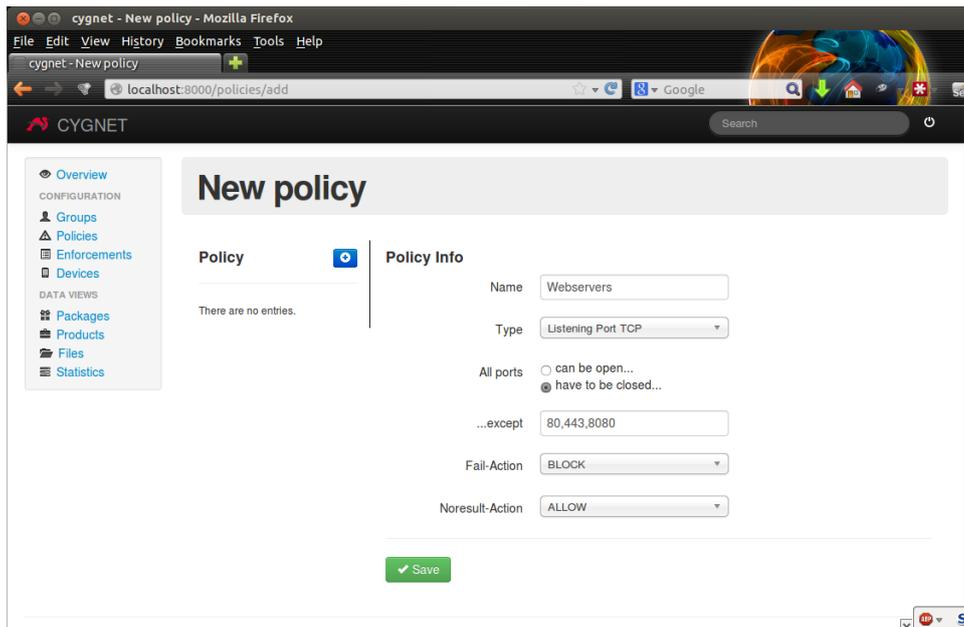 cygnet - New policy - Mozilla Firefox
File Edit View History Bookmarks Tools Help
cygnet - New policy
localhost:8000/policies/add
Google
CYGNET
Search
Overview
CONFIGURATION
Groups
Policies
Enforcements
Devices
DATA VIEWS
Packages
Products
Files
Statistics
New policy
Policy
There are no entries.
Policy Info
Name Webservers
Type Listening Port TCP
All ports can be open...
have to be closed...
...except 80,443,8080
Fail-Action BLOCK
Noresult-Action ALLOW
Save
ABP